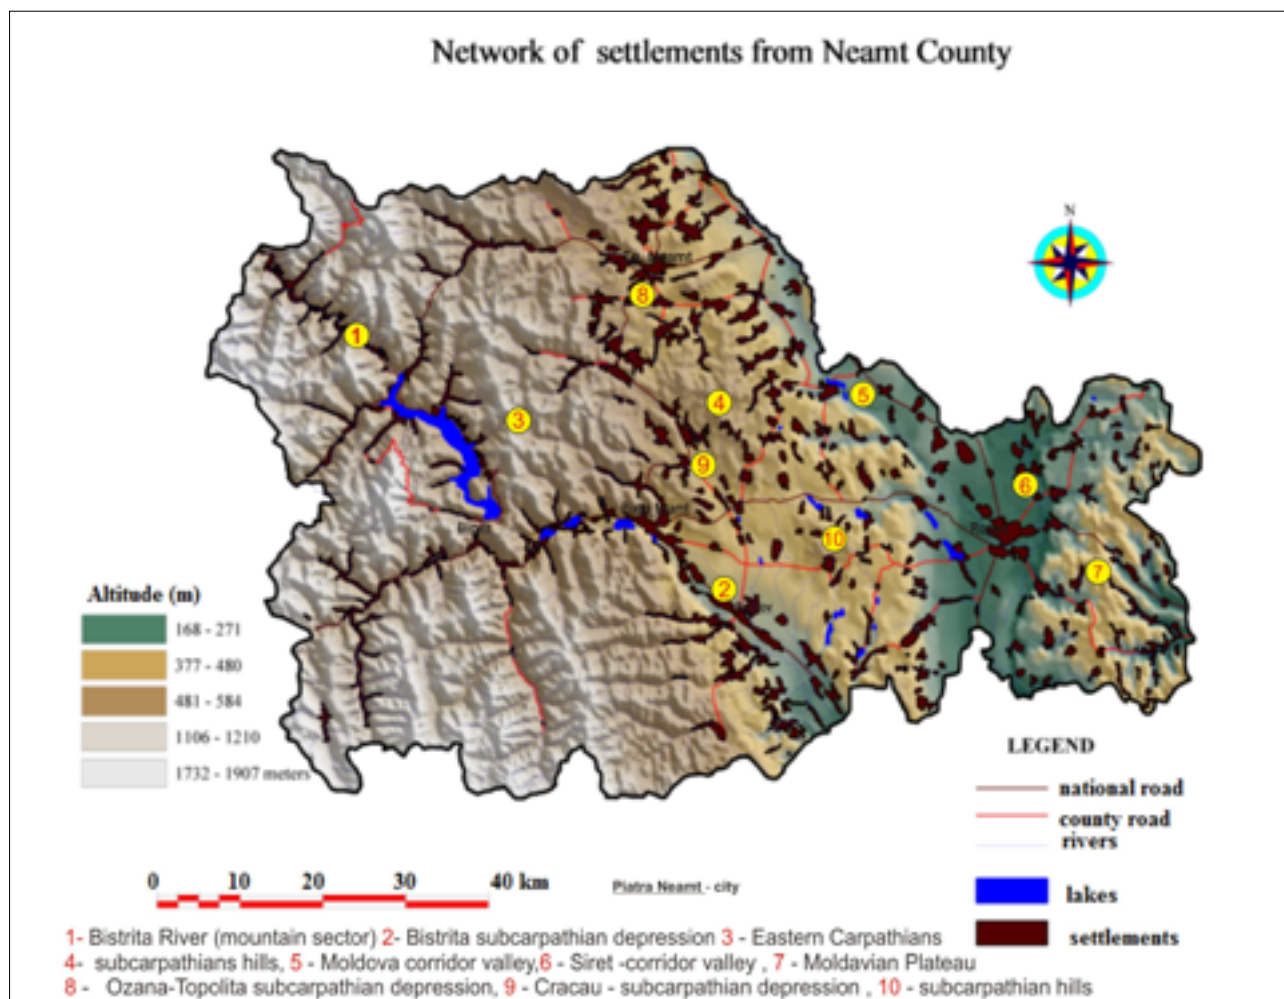 Network of settlements from Neamt County
N
Neamt
Altitude (m)
168 - 271
377 - 480
481 - 584
1106 - 1210
1732 - 1907 meters
1
2
3
4
5
6
7
8
9
10
LEGEND
national road
county road
rivers
lakes
settlements
0 10 20 30 40 km
Piatra Neamt - city
1- Bistrita River (mountain sector) 2- Bistrita subcarpathian depression 3 - Eastern Carpathians
4- subcarpathians hills, 5 - Moldova corridor valley,6 - Siret -corridor valley , 7 - Moldavian Plateau
8 - Ozana-Topolita subcarpathian depression, 9 - Cracau - subcarpathian depression , 10 - subcarpathian hills